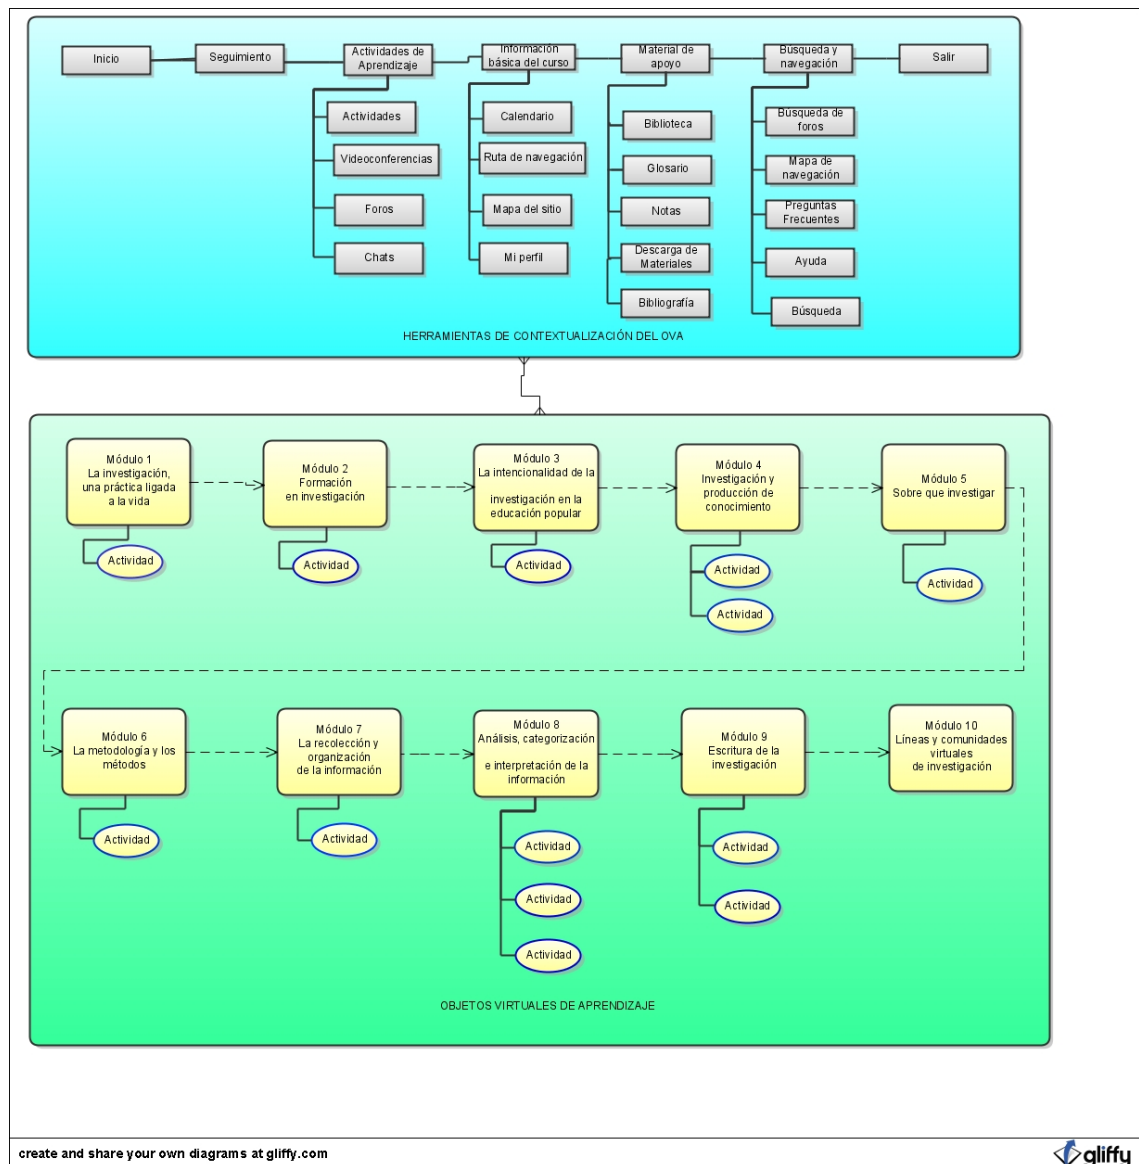 Inicio
Seguimiento
Actividades de
Aprendizaje
Información
básica del curso
Material de
apoyo
Búsqueda y
navegación
Salir
Actividades
Videoconferencias
Foros
Chats
Calendario
Ruta de navegación
Mapa del sitio
Mi perfil
Biblioteca
Glosario
Notas
Descarga de
Materiales
Bibliografía
Búsqueda de
foros
Mapa de
navegación
Preguntas
Frecuentes
Ayuda
Búsqueda
HERRAMIENTAS DE CONTEXTUALIZACIÓN DEL OVA
Módulo 1
La investigación,
una práctica ligada
a la vida
Actividad
Módulo 2
Formación
en investigación
Actividad
Módulo 3
La intencionalidad de la
investigación en la
educación popular
Actividad
Módulo 4
Investigación y
producción de
conocimiento
Actividad
Actividad
Módulo 5
Sobre que investigar
Actividad
Módulo 6
La metodología y los
métodos
Actividad
Módulo 7
La recolección y
organización
de la información
Actividad
Módulo 8
Análisis, categorización
e interpretación de la
información
Actividad
Actividad
Actividad
Módulo 9
Escritura de la
investigación
Actividad
Actividad
Módulo 10
Líneas y comunidades
virtuales
de investigación
OBJETOS VIRTUALES DE APRENDIZAJE
create and share your own diagrams at gliffy.com
gliffy